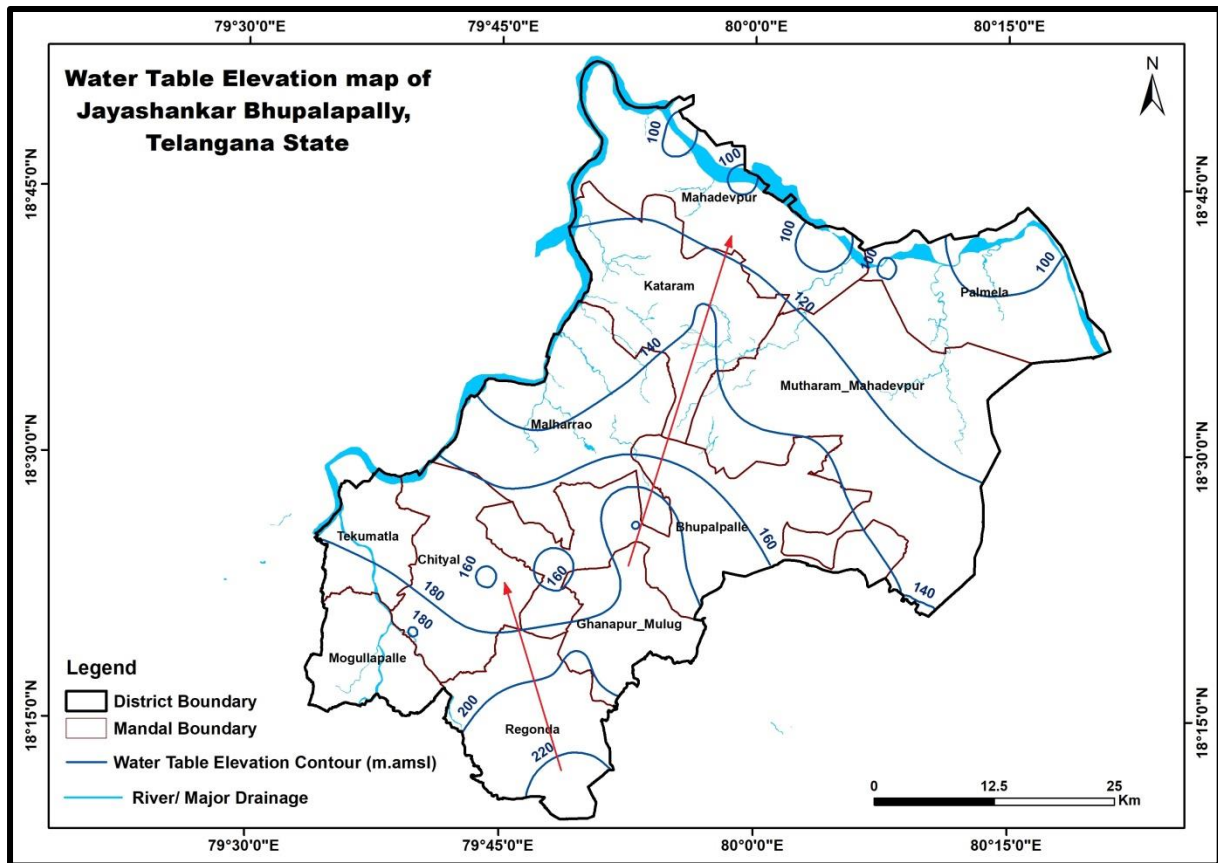 79°30'0"E
79°45'0"E
80°0'0"E
80°15'0"E
Water Table Elevation map of
Jayashankar Bhupalapally,
Telangana State
N
18°45'0"N
18°45'0"N
100
100
Mahadevpur
100
100
100
Palmela
Kataram
120
140
Mutharam_Mahadevpur
Malharrao
18°30'0"N
18°30'0"N
Bhupalpalle
160
Tekumatla
Chityal
160
160
180
140
180
Ghanapur_Mulug
Mogullapalle
200
Regonda
220
18°15'0"N
18°15'0"N
Legend
District Boundary
Mandal Boundary
Water Table Elevation Contour (m.amsl)
River/ Major Drainage
0
12.5
25
Km
79°30'0"E
79°45'0"E
80°0'0"E
80°15'0"E